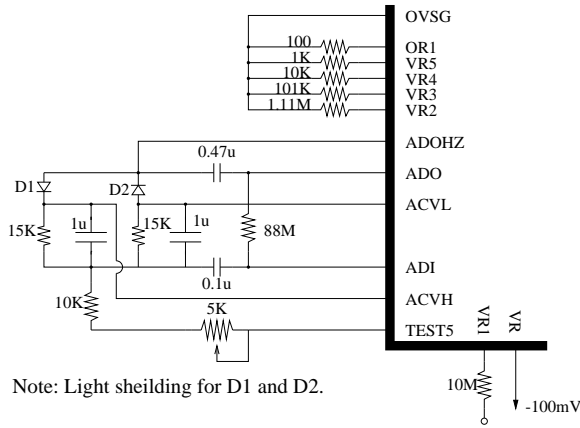 OVSG
100 OR1
1K VR5
10K VR4
101K VR3
1.11M VR2
ADOHZ
0.47u
ADO
D1 D2
ACVL
1u 1u
15K 15K 88M
ADI
0.1u
ACVH
10K
5K
TEST5
VR1 VR
10M
-100mV
Note: Light sheilding for D1 and D2.